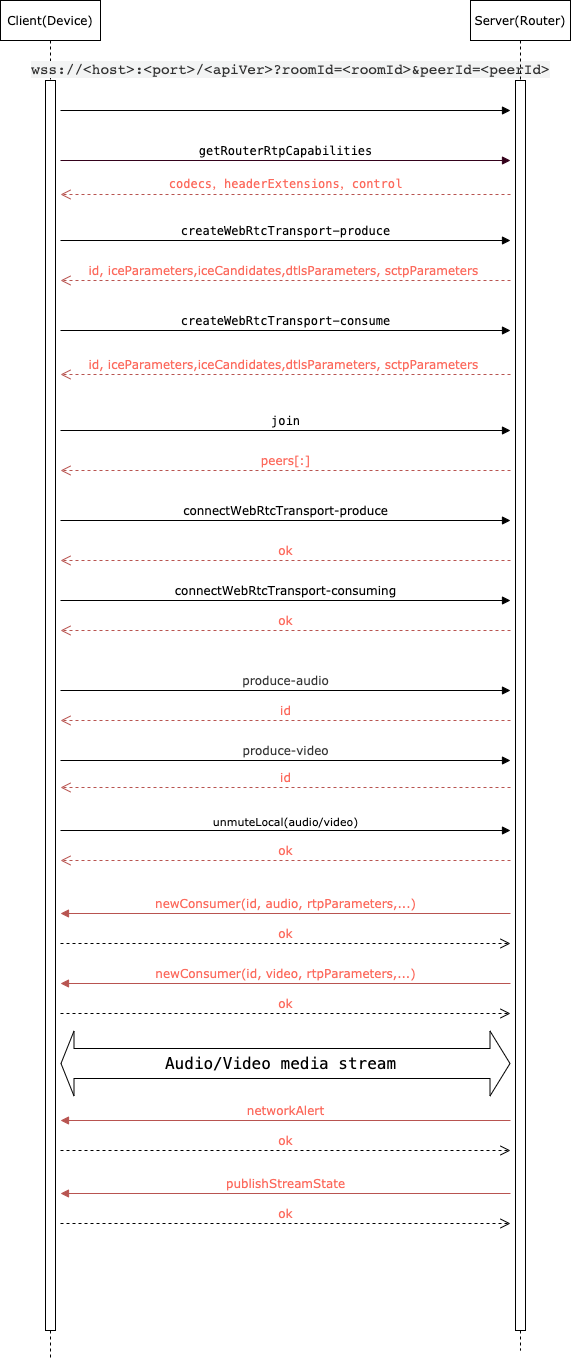 Client(Device)
Server(Router)
wss://<host>:<port>/<apiVer>?roomId=<roomId>&peerId=<peerId>
getRouterRtpCapabilities
codecs, headerExtensions, control
createWebRtcTransport-produce
id, iceParameters,iceCandidates,dtlsParameters, sctpParameters
createWebRtcTransport-consume
id, iceParameters,iceCandidates,dtlsParameters, sctpParameters
join
peers[:]
connectWebRtcTransport-produce
ok
connectWebRtcTransport-consuming
ok
produce-audio
id
produce-video
id
unmuteLocal(audio/video)
ok
newConsumer(id, audio, rtpParameters,...)
ok
newConsumer(id, video, rtpParameters,...)
ok
Audio/Video media stream
networkAlert
ok
publishStreamState
ok